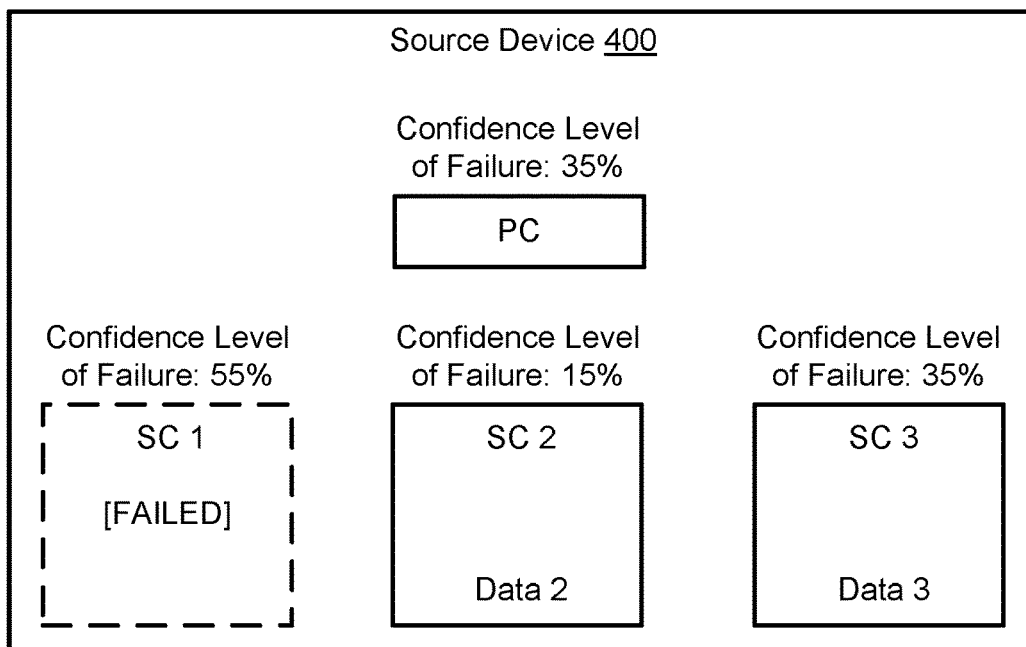 Source Device 400
Confidence Level
of Failure: 35%
PC
Confidence Level
of Failure: 55%
Confidence Level
of Failure: 15%
Confidence Level
of Failure: 35%
SC 1
[FAILED]
SC 2
Data 2
SC 3
Data 3